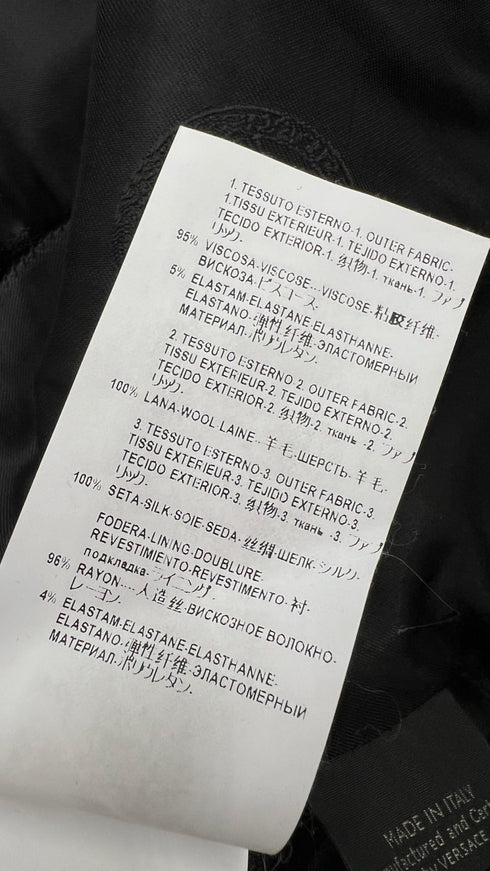 1. TESSUTO ESTERNO-1. OUTER FABRIC-
1.TISSU EXTERIEUR-1. TEJIDO EXTERNO-1.
TECIDO EXTERIOR-1. 织物-1. ткань-1. ファブ
リック.
95% VISCOSA-VISCOSE...VISCOSE-粘胶纤维-
ВИСКОЗА-ビスコース.
5% ELASTAM-ELASTANE-ELASTHANNE-
ELASTANO-弹性纤维-ЭЛАСТОМЕРНЫЙ
МАТЕРИАЛ-ポリウレタン.
2. TESSUTO ESTERNO-2. OUTER FABRIC-2.
TISSU EXTERIEUR-2. TEJIDO EXTERNO-2.
TECIDO EXTERIOR-2. 织物-2. ткань -2. ファブ
リック.
100% LANA-WOOL LAINE.. 羊毛-ШЕРСТЬ-羊毛.
3. TESSUTO ESTERNO-3. OUTER FABRIC-3.
TISSU EXTERIEUR-3. TEJIDO EXTERNO-3.
TECIDO EXTERIOR-3. 织物-3. ткань -3. ファブ
リック.
100% SETA-SILK-SOIE-SEDA-丝绸-ШЕЛК-シルク.
FODERA-LINING-DOUBLURE-
REVESTIMIENTO-REVESTIMENTO-衬-
подкладка-ライニング
96% RAYON....人造丝-ВИСКОЗНОЕ ВОЛОКНО-
レーヨン.
4% ELASTAM-ELASTANE-ELASTHANNE-
ELASTANO-弹性纤维-ЭЛАСТОМЕРНЫЙ
МАТЕРИАЛ-ポリウレタン.
MADE IN ITALY
nufactured and Cert
by VERSACE